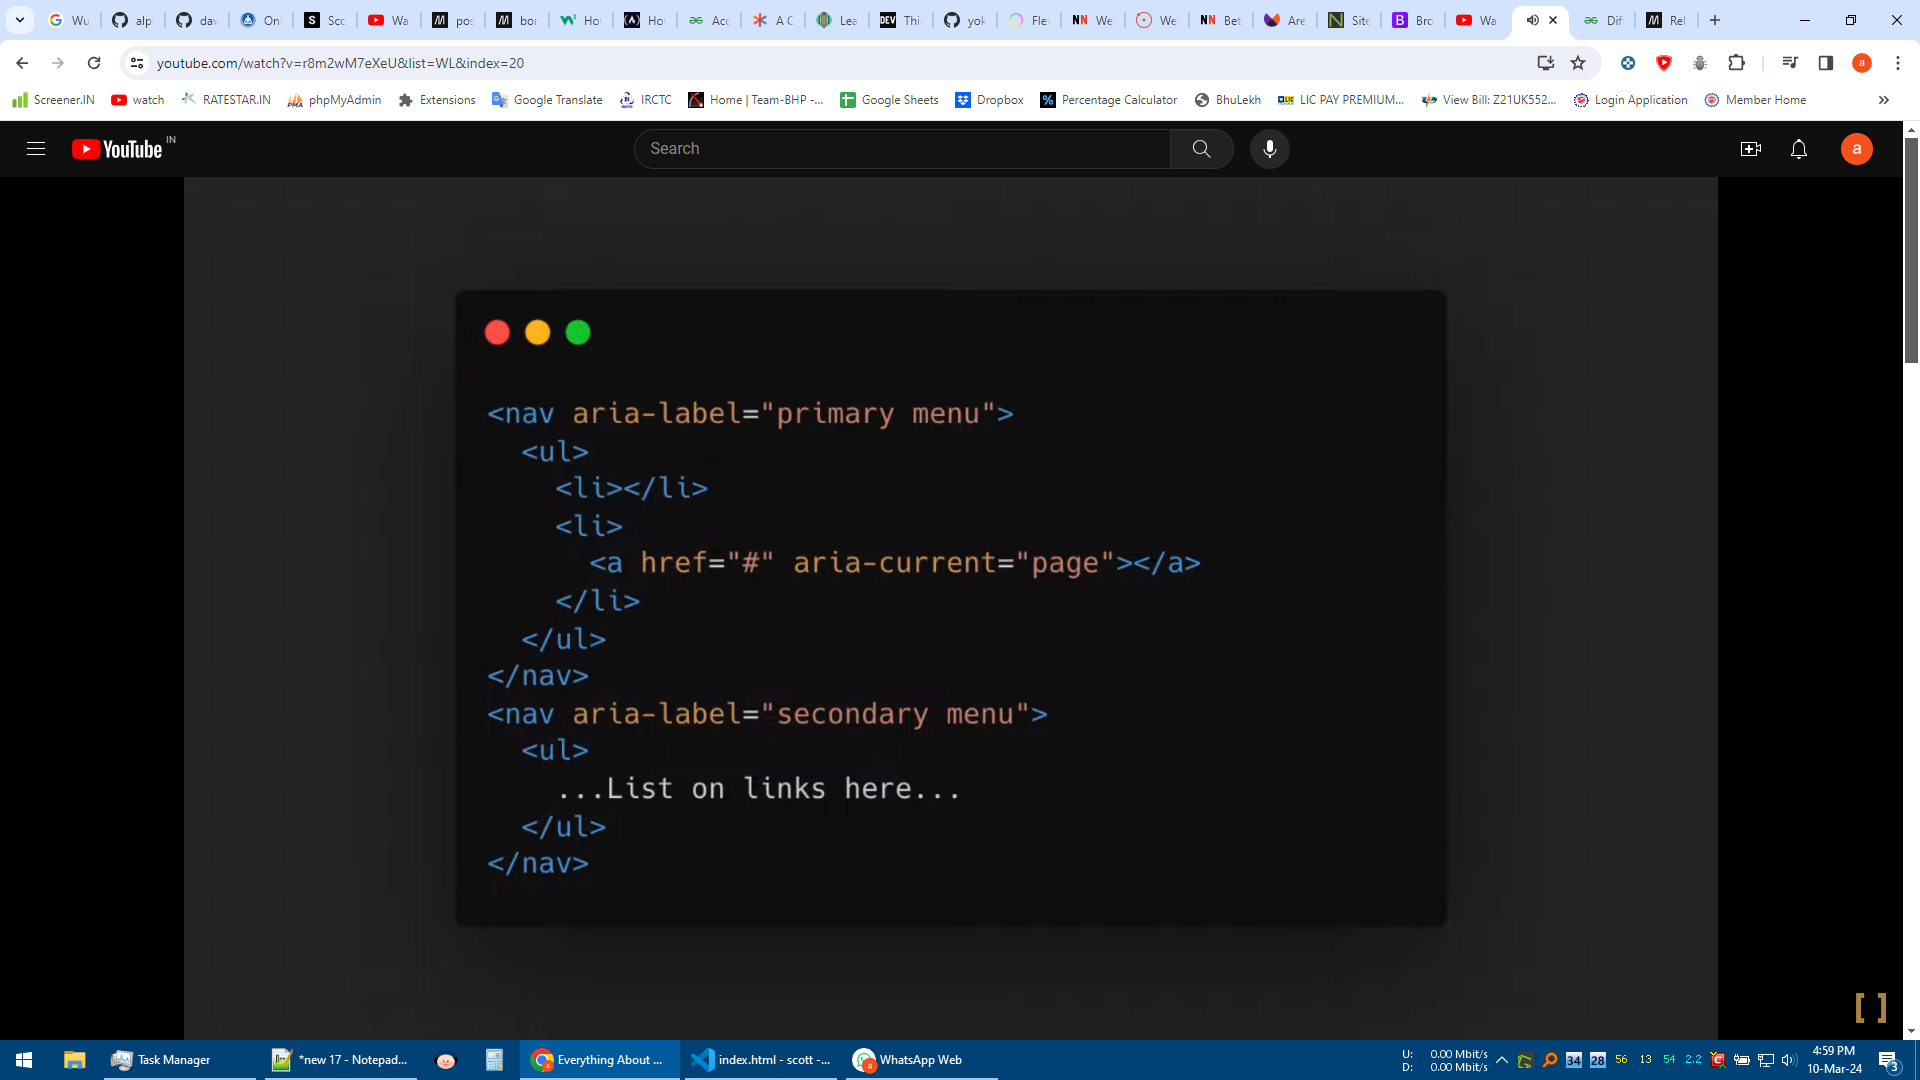 Wu
alp
dav
Onl
Sco
Wa
pos
bor
Ho
Ho
Acc
A C
Lea
Thi
yok
Fle
We
We
Bet
Are
Site
Bro
Wa
Dif
Rel
youtube.com/watch?v=r8m2wM7eXeU&list=WL&index=20
a
Screener.IN
watch
RATESTAR.IN
phpMyAdmin
Extensions
Google Translate
IRCTC
Home | Team-BHP -...
Google Sheets
Dropbox
Percentage Calculator
BhuLekh
LIC PAY PREMIUM...
View Bill: Z21UK552...
Login Application
Member Home
YouTube IN
Search
a
<nav aria-label="primary menu">
<ul>
<li></li>
<li>
<a href="#" aria-current="page"></a>
</li>
</ul>
</nav>
<nav aria-label="secondary menu">
<ul>
...List on links here...
</ul>
</nav>
[ ]
Task Manager
*new 17 - Notepad...
Everything About ...
index.html - scott -...
WhatsApp Web
U: 0.00 Mbit/s
D: 0.00 Mbit/s
34
28
56
13
54
2.2
4:59 PM
10-Mar-24
3